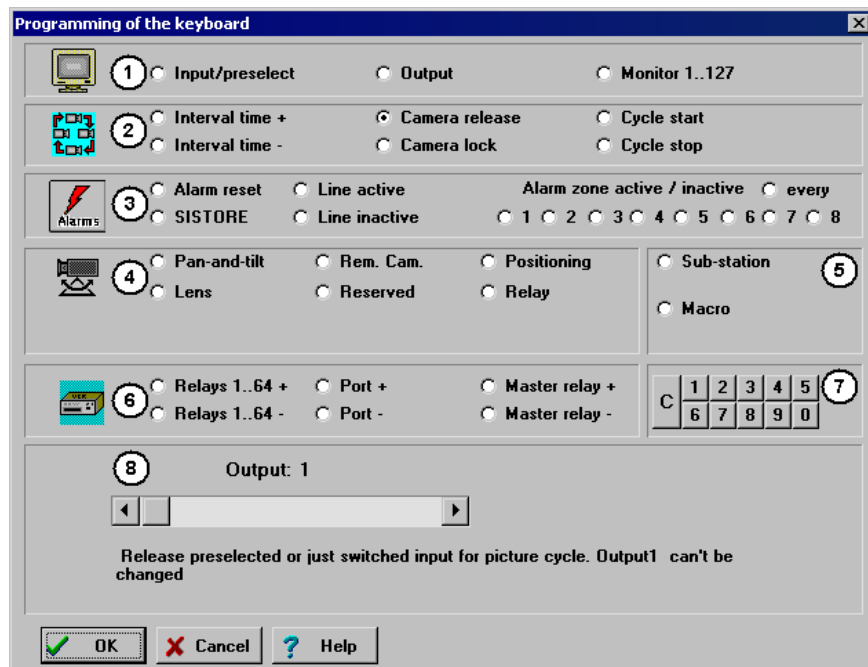 Programming of the keyboard
1 Input/preselect Output Monitor 1..127
2 Interval time + Camera release Cycle start
Interval time - Camera lock Cycle stop
3 Alarm reset Line active Alarm zone active / inactive every
Alarms SISTORE Line inactive 1 2 3 4 5 6 7 8
4 Pan-and-tilt Rem. Cam. Positioning
Lens Reserved Relay
Sub-station 5
Macro
VCR 6 Relays 1..64 + Port + Master relay +
Relays 1..64 - Port - Master relay -
C 1 2 3 4 5 7
6 7 8 9 0
8 Output: 1
Release preselected or just switched input for picture cycle. Output1 can't be
changed
OK Cancel ? Help